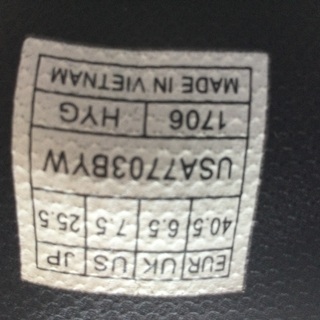 EUR UK US JP
40.5 6.5 7.5 25.5
USA7703BYW
1706 HYG
MADE IN VIETNAM